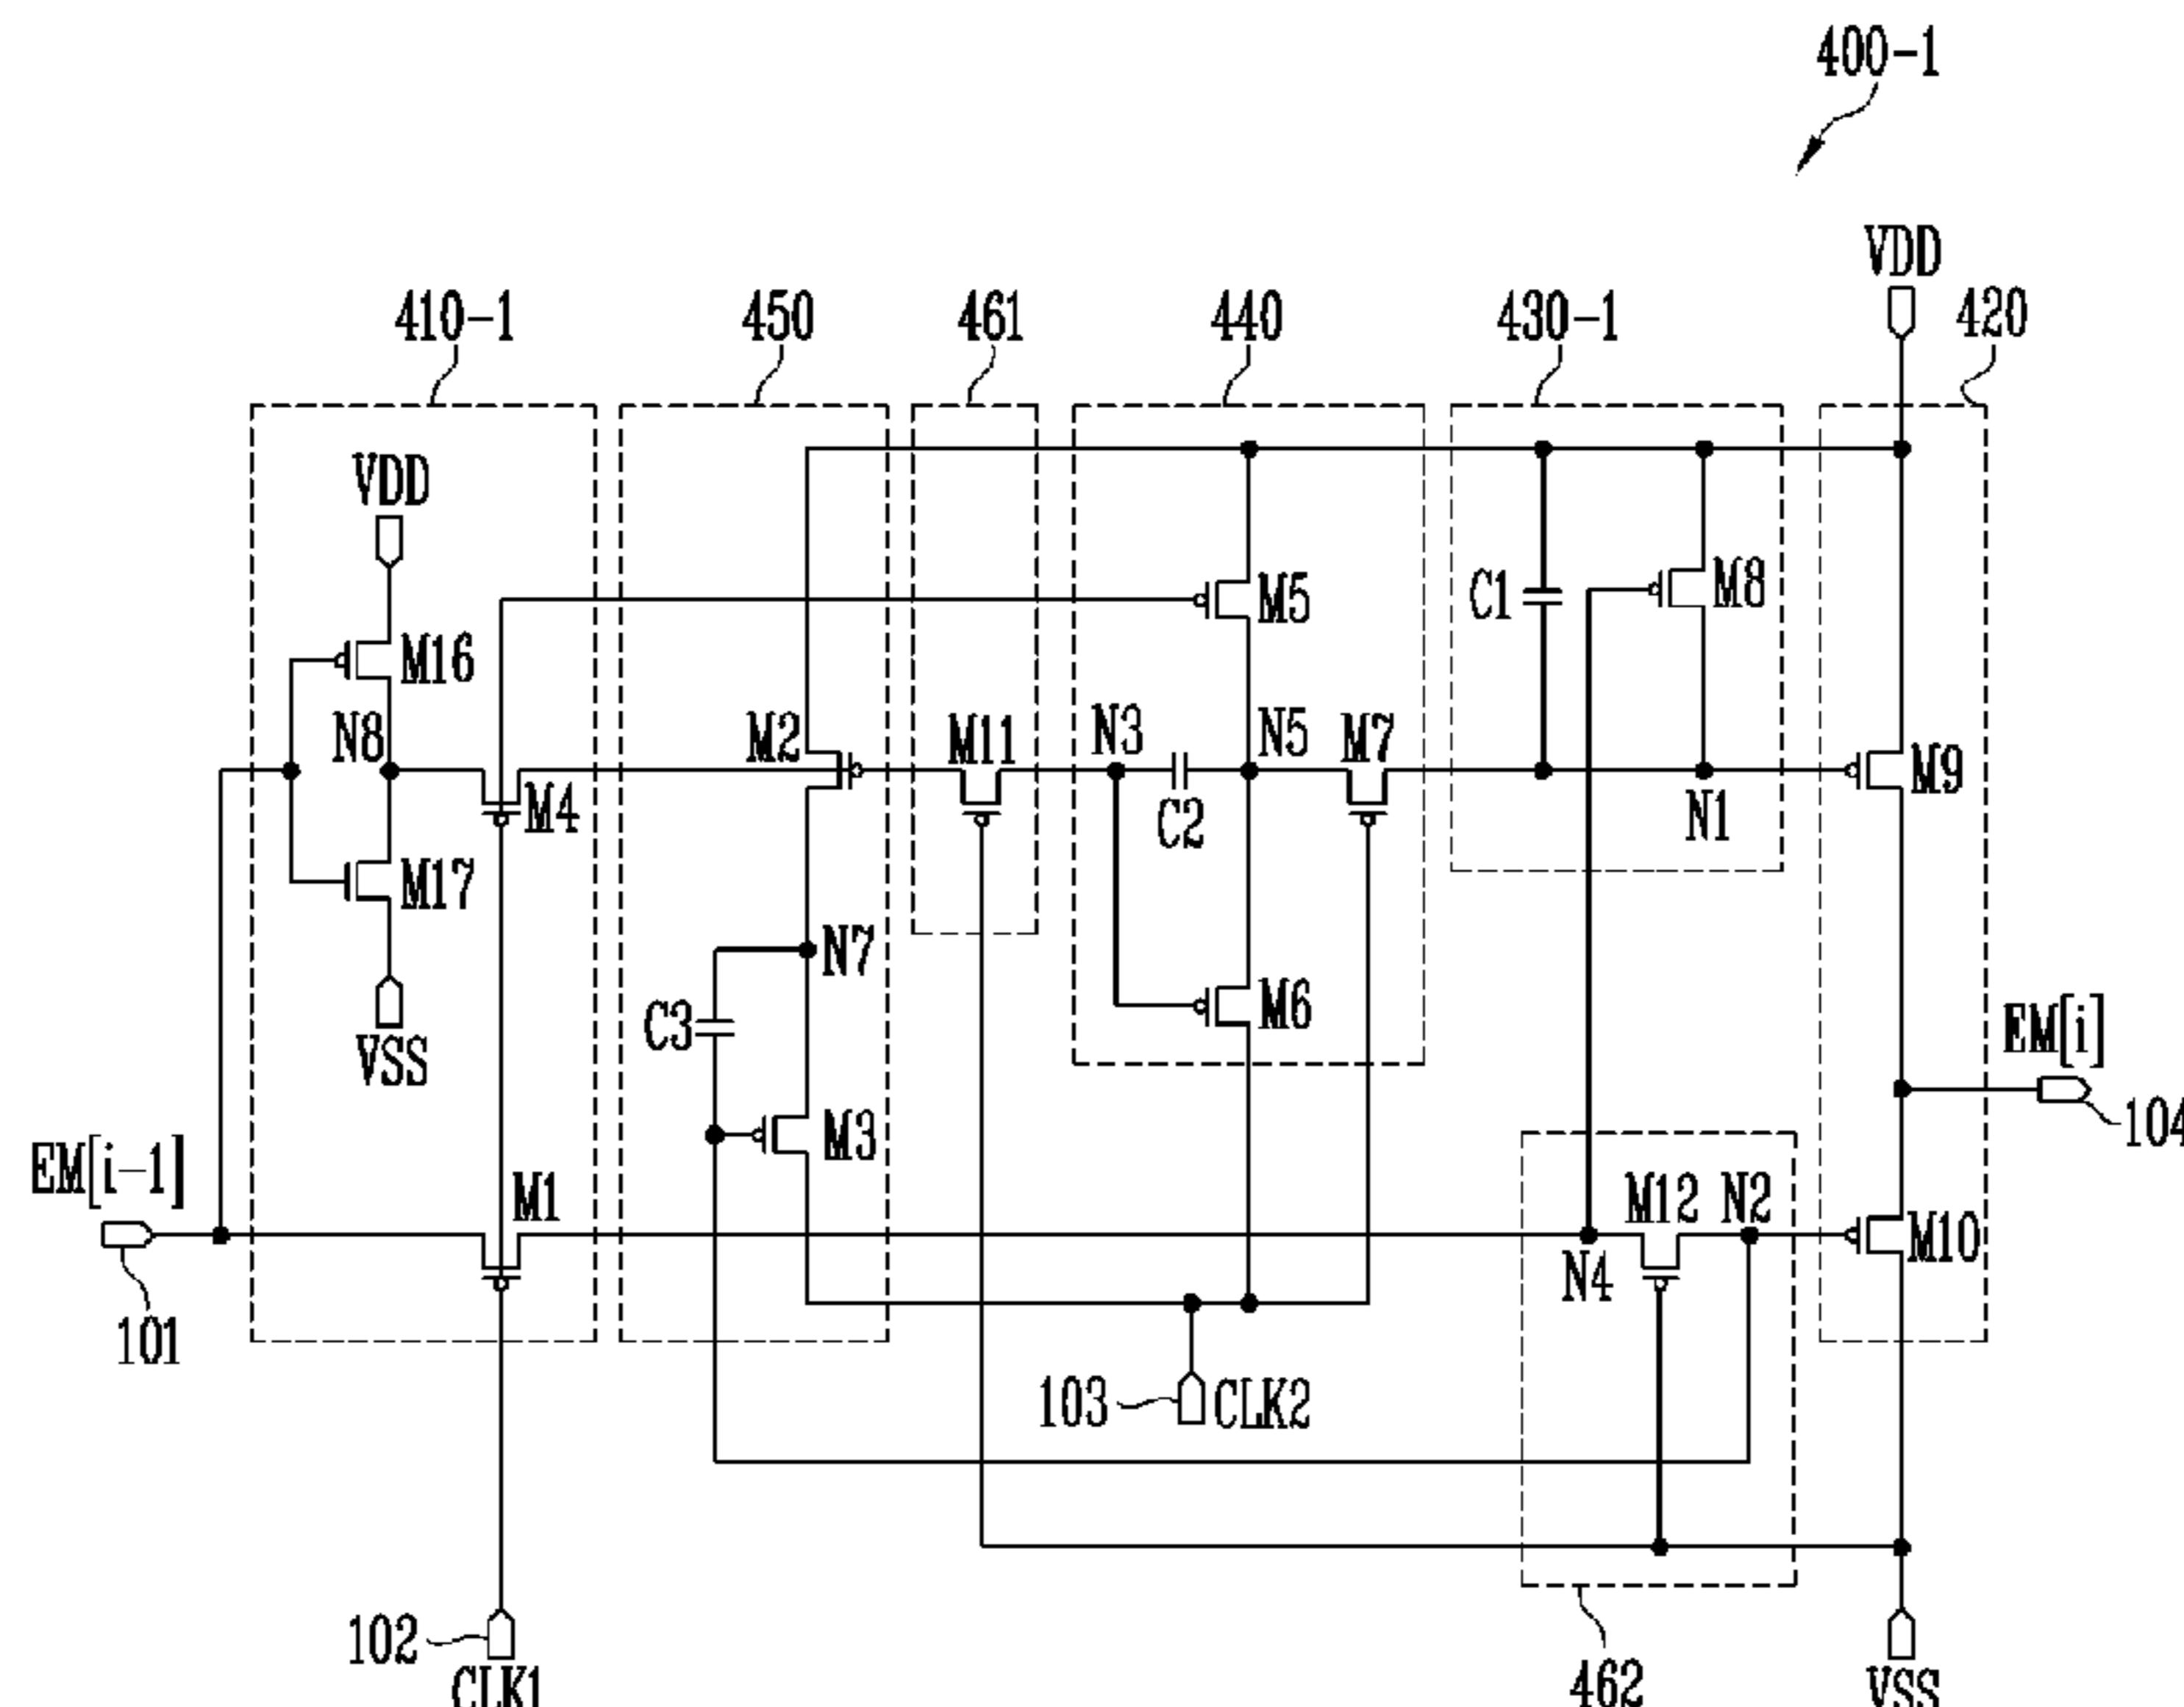 400-1
VDD
410-1
450
461
440
430-1
420
VDD
M5
C1
M8
M16
N8
M2
M11
N3
N5
M7
M9
M4
C2
N1
M17
N7
C3
M6
VSS
EM[i]
M3
104
EM[i-1]
M1
M12
N2
M10
N4
101
103
CLK2
102
CLK1
462
VSS